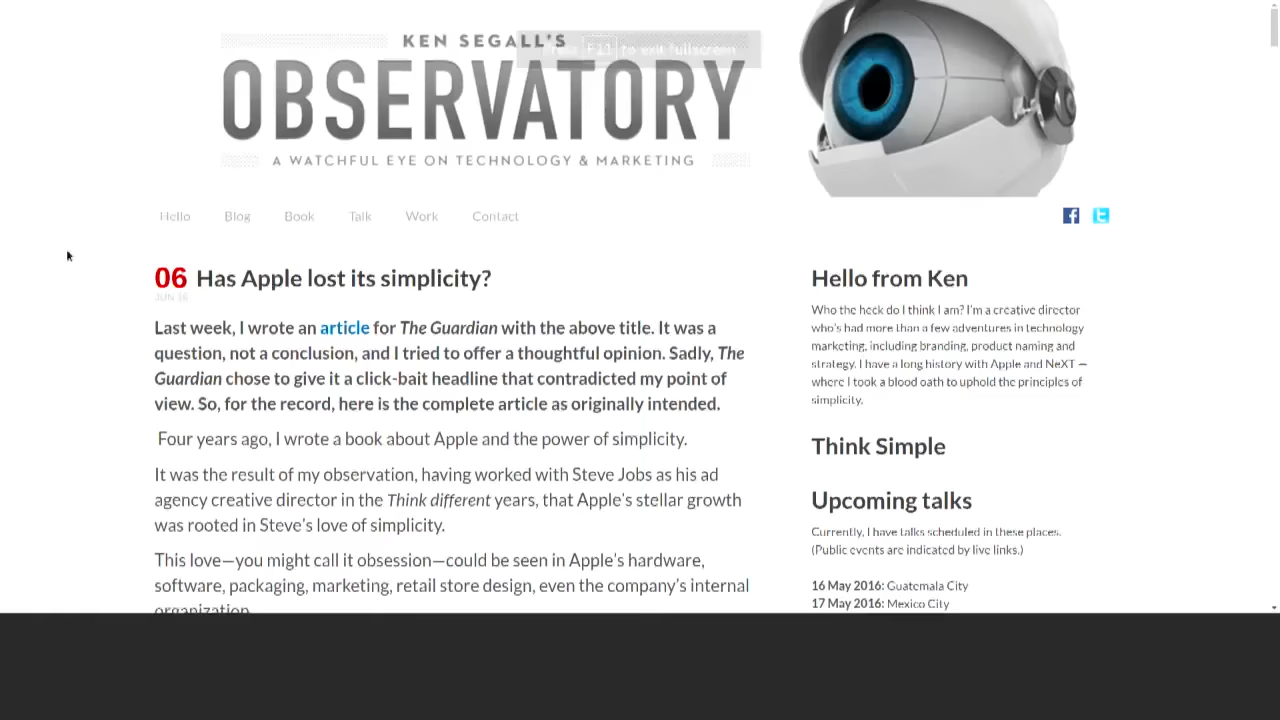 KEN SEGALL'S
Press F11 to exit fullscreen
OBSERVATORY
A WATCHFUL EYE ON TECHNOLOGY & MARKETING
Hello Blog Book Talk Work Contact
06 Has Apple lost its simplicity?
JUN 16
Last week, I wrote an article for The Guardian with the above title. It was a
question, not a conclusion, and I tried to offer a thoughtful opinion. Sadly, The
Guardian chose to give it a click-bait headline that contradicted my point of
view. So, for the record, here is the complete article as originally intended.
Four years ago, I wrote a book about Apple and the power of simplicity.
It was the result of my observation, having worked with Steve Jobs as his ad
agency creative director in the Think different years, that Apple's stellar growth
was rooted in Steve's love of simplicity.
This love—you might call it obsession—could be seen in Apple's hardware,
software, packaging, marketing, retail store design, even the company's internal
organization.
Hello from Ken
Who the heck do I think I am? I'm a creative director
who's had more than a few adventures in technology
marketing, including branding, product naming and
strategy. I have a long history with Apple and NeXT —
where I took a blood oath to uphold the principles of
simplicity.
Think Simple
Upcoming talks
Currently, I have talks scheduled in these places.
(Public events are indicated by live links.)
16 May 2016: Guatemala City
17 May 2016: Mexico City